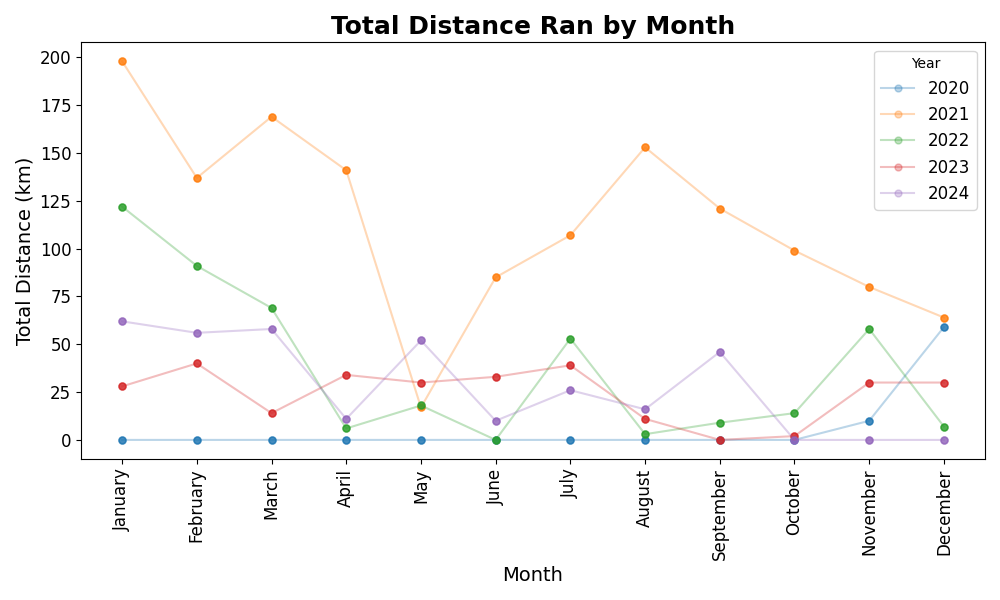 Total Distance Ran by Month
Total Distance (km)
200
175
150
125
100
75
50
25
0
Year
2020
2021
2022
2023
2024
January
February
March
April
May
June
July
August
September
October
November
December
Month